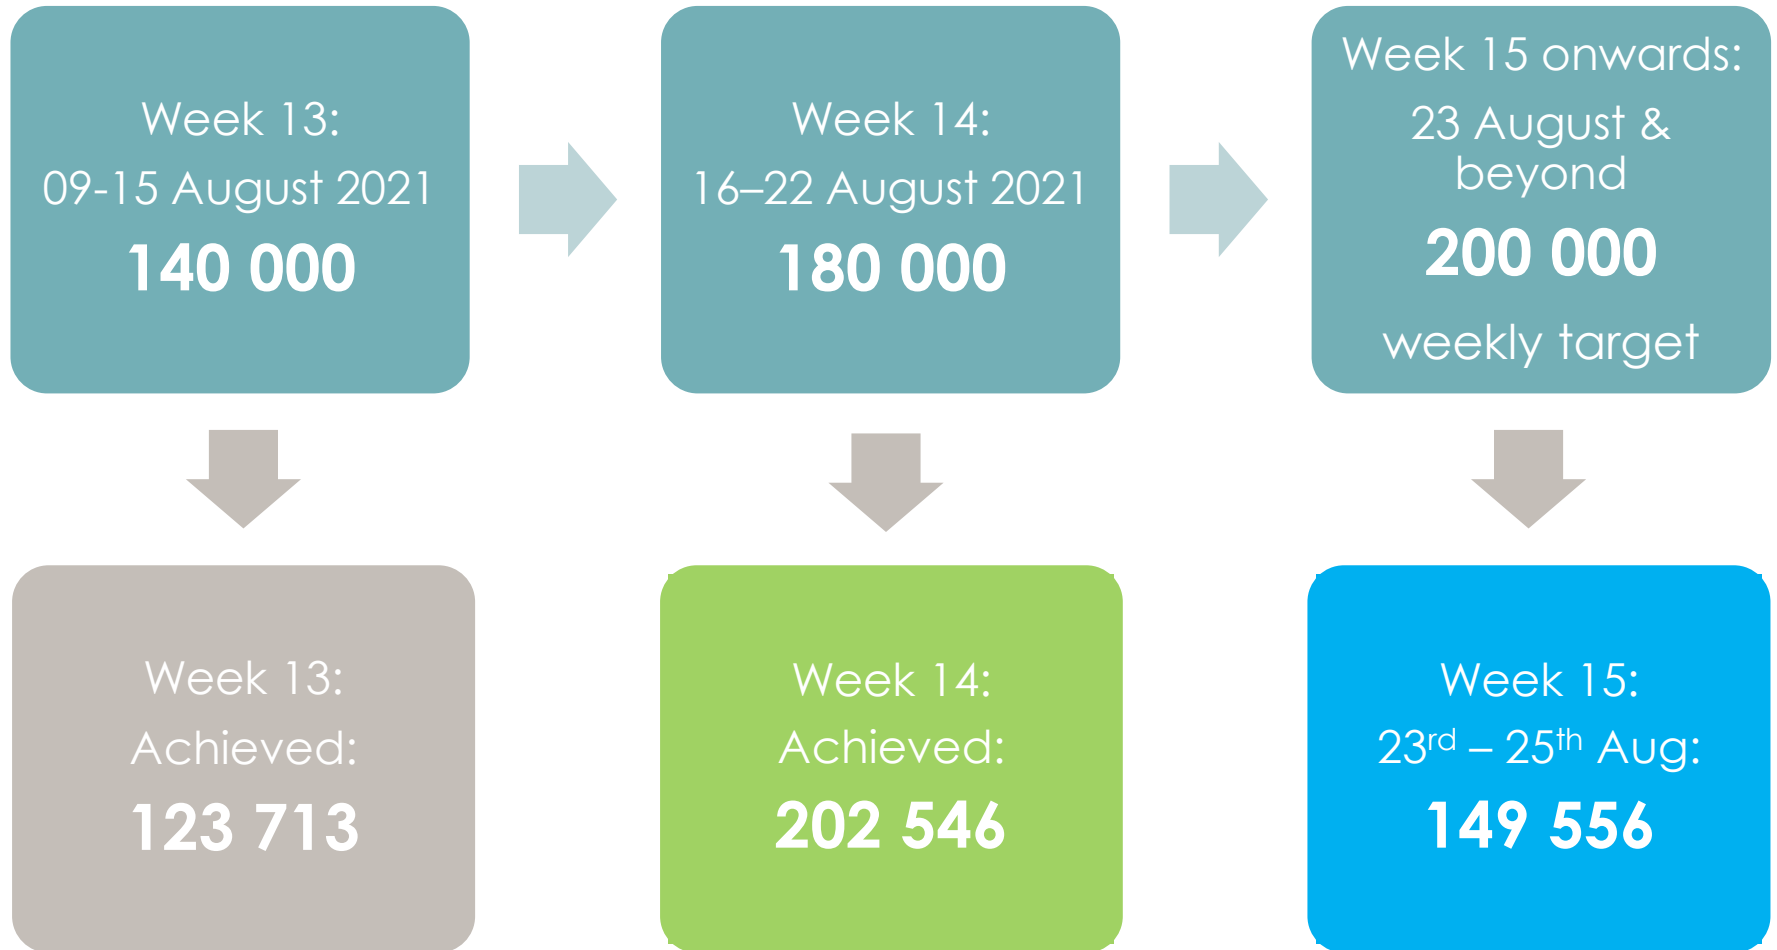 Week 13:
09-15 August 2021
140 000
Week 14:
16–22 August 2021
180 000
Week 15 onwards:
23 August &
beyond
200 000
weekly target
Week 13:
Achieved:
123 713
Week 14:
Achieved:
202 546
Week 15:
23rd – 25th Aug:
149 556